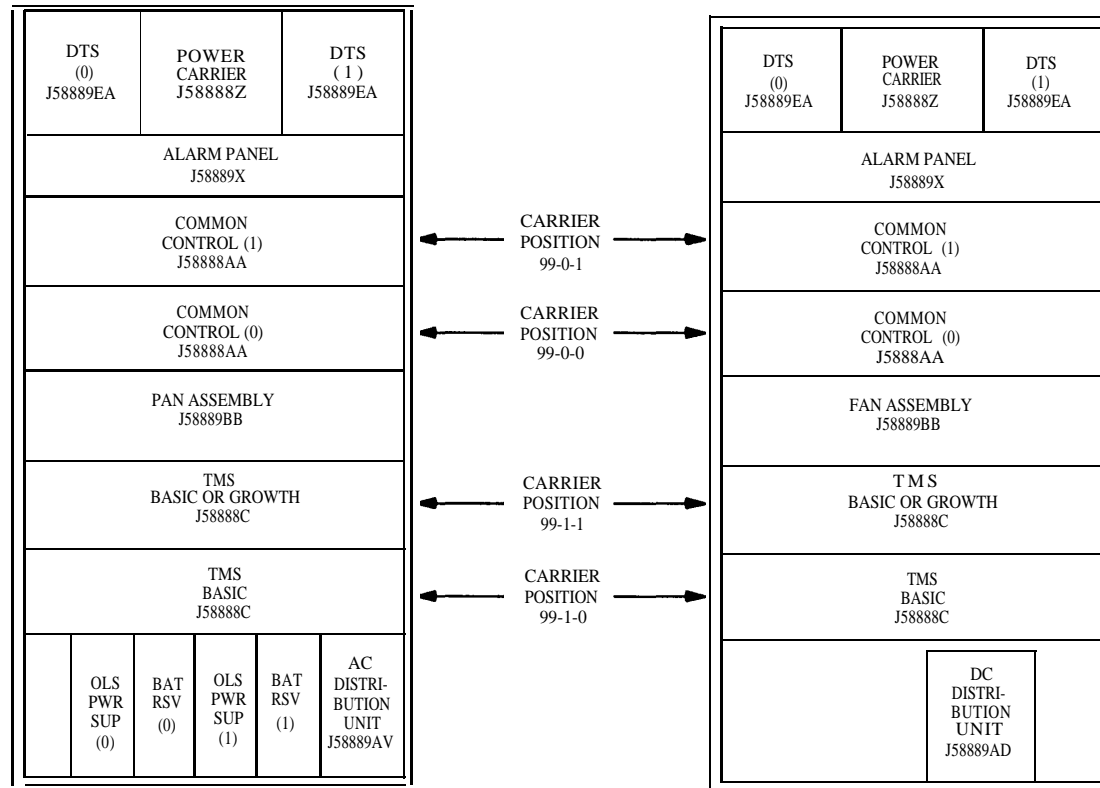 DTS
(0)
J58889EA
POWER
CARRIER
J58888Z
DTS
( 1 )
J58889EA
ALARM PANEL
J58889X
COMMON
CONTROL (1)
J58888AA
COMMON
CONTROL (0)
J58888AA
PAN ASSEMBLY
J58889BB
TMS
BASIC OR GROWTH
J58888C
TMS
BASIC
J58888C
OLS
PWR
SUP
(0)
BAT
RSV
(0)
OLS
PWR
SUP
(1)
BAT
RSV
(1)
AC
DISTRI-
BUTION
UNIT
J58889AV
CARRIER
POSITION
99-0-1
CARRIER
POSITION
99-0-0
CARRIER
POSITION
99-1-1
CARRIER
POSITION
99-1-0
DTS
(0)
J58889EA
POWER
CARRIER
J58888Z
DTS
(1)
J58889EA
ALARM PANEL
J58889X
COMMON
CONTROL (1)
J58888AA
COMMON
CONTROL (0)
J5888AA
FAN ASSEMBLY
J58889BB
T M S
BASIC OR GROWTH
J58888C
TMS
BASIC
J58888C
DC
DISTRI-
BUTION
UNIT
J58889AD